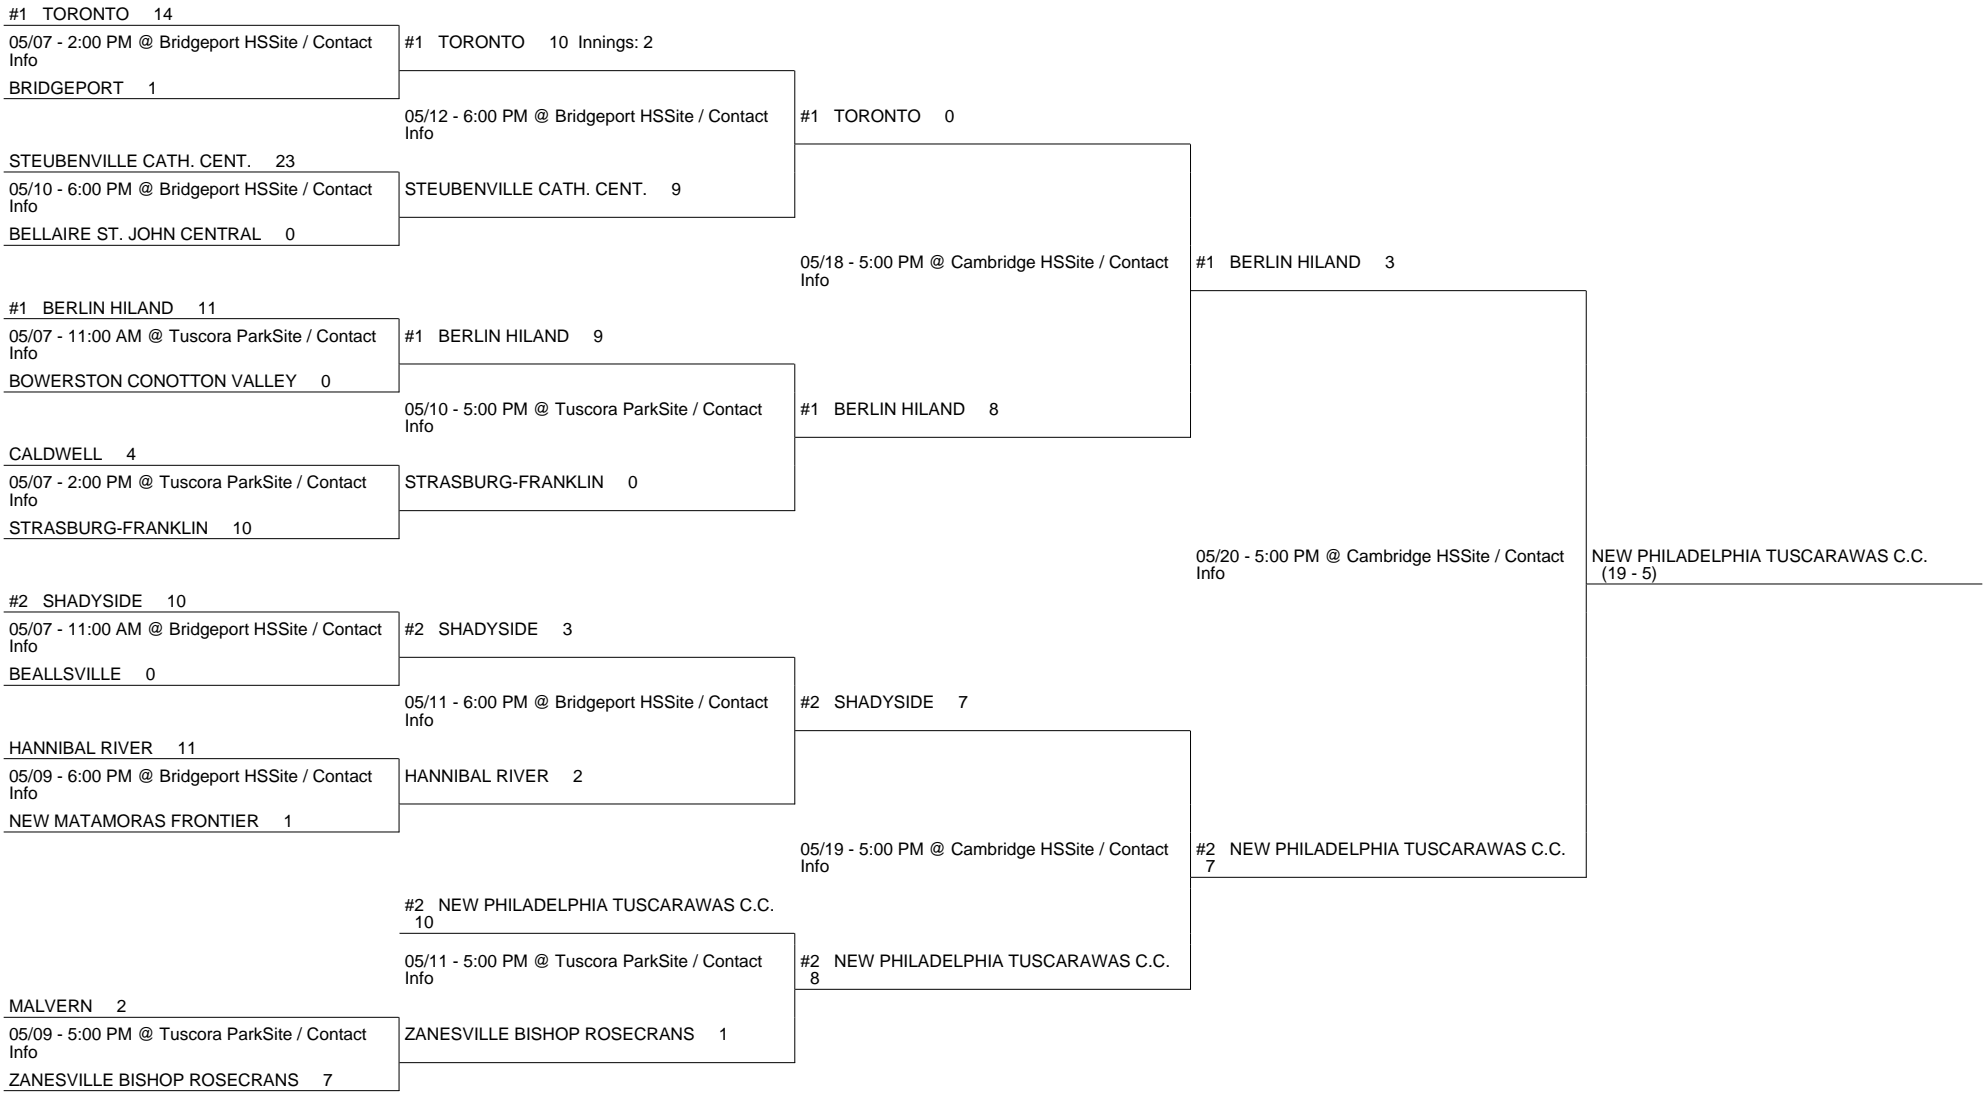 #1 TORONTO 14
05/07 - 2:00 PM @ Bridgeport HSSite / Contact
Info
BRIDGEPORT 1
STEUBENVILLE CATH. CENT. 23
05/10 - 6:00 PM @ Bridgeport HSSite / Contact
Info
BELLAIRE ST. JOHN CENTRAL 0
#1 BERLIN HILAND 11
05/07 - 11:00 AM @ Tuscora ParkSite / Contact
Info
BOWERSTON CONOTTON VALLEY 0
CALDWELL 4
05/07 - 2:00 PM @ Tuscora ParkSite / Contact
Info
STRASBURG-FRANKLIN 10
#2 SHADYSIDE 10
05/07 - 11:00 AM @ Bridgeport HSSite / Contact
Info
BEALLSVILLE 0
HANNIBAL RIVER 11
05/09 - 6:00 PM @ Bridgeport HSSite / Contact
Info
NEW MATAMORAS FRONTIER 1
MALVERN 2
05/09 - 5:00 PM @ Tuscora ParkSite / Contact
Info
ZANESVILLE BISHOP ROSECRANS 7
#1 TORONTO 10 Innings: 2
05/12 - 6:00 PM @ Bridgeport HSSite / Contact
Info
STEUBENVILLE CATH. CENT. 9
#1 BERLIN HILAND 9
05/10 - 5:00 PM @ Tuscora ParkSite / Contact
Info
STRASBURG-FRANKLIN 0
#2 SHADYSIDE 3
05/11 - 6:00 PM @ Bridgeport HSSite / Contact
Info
HANNIBAL RIVER 2
#2 NEW PHILADELPHIA TUSCARAWAS C.C.
10
05/11 - 5:00 PM @ Tuscora ParkSite / Contact
Info
ZANESVILLE BISHOP ROSECRANS 1
#1 TORONTO 0
05/18 - 5:00 PM @ Cambridge HSSite / Contact
Info
#1 BERLIN HILAND 8
#2 SHADYSIDE 7
05/19 - 5:00 PM @ Cambridge HSSite / Contact
Info
#2 NEW PHILADELPHIA TUSCARAWAS C.C.
8
#1 BERLIN HILAND 3
05/20 - 5:00 PM @ Cambridge HSSite / Contact
Info
#2 NEW PHILADELPHIA TUSCARAWAS C.C.
7
NEW PHILADELPHIA TUSCARAWAS C.C.
(19 - 5)